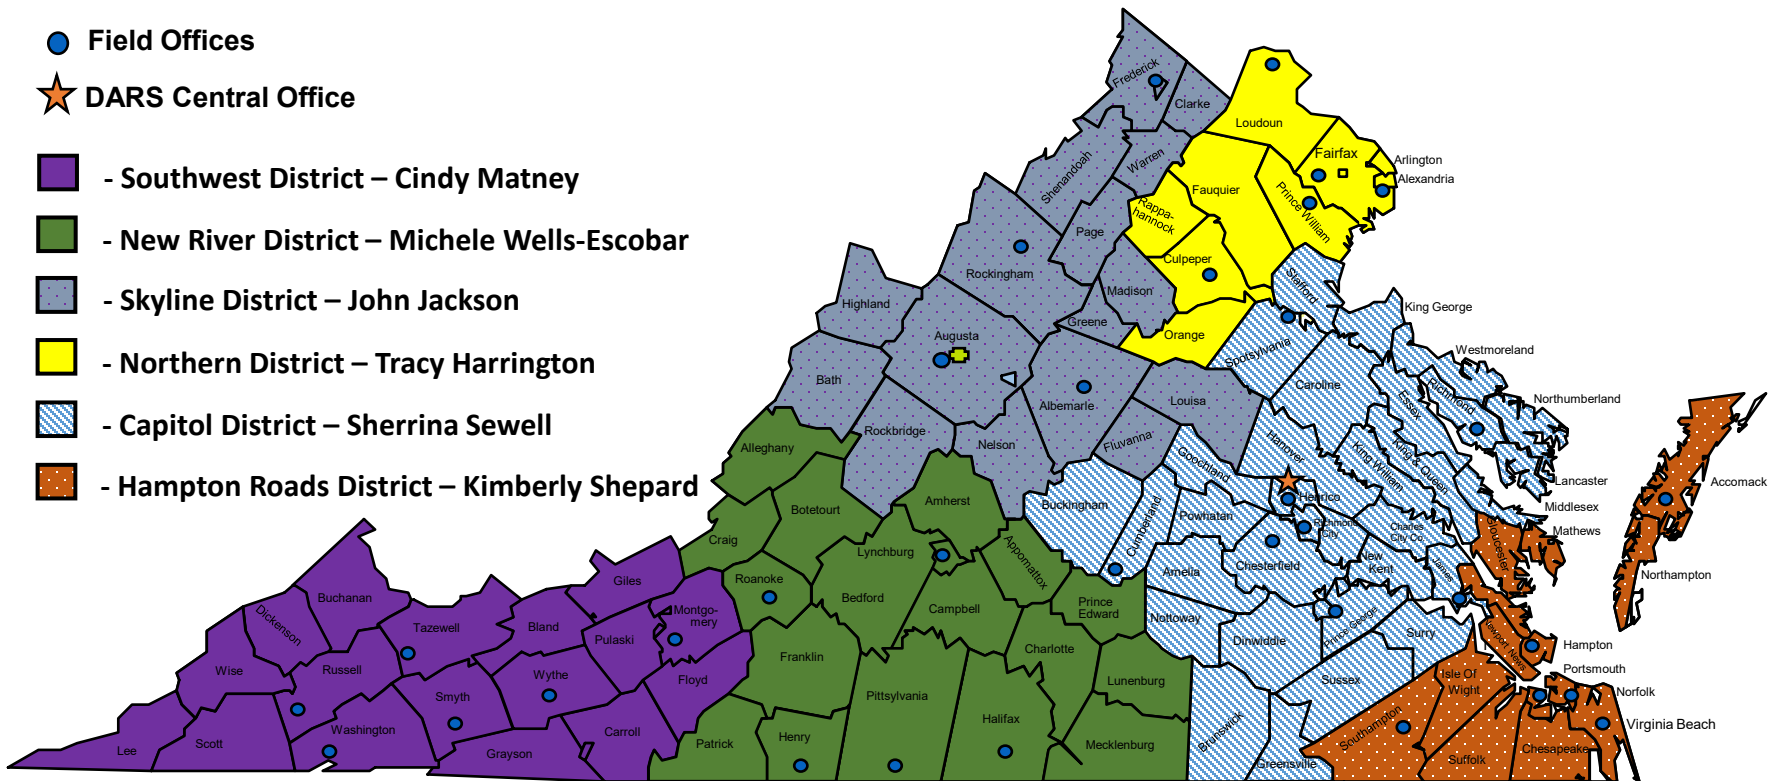 Field Offices
DARS Central Office
- Southwest District – Cindy Matney
- New River District – Michele Wells-Escobar
- Skyline District – John Jackson
- Northern District – Tracy Harrington
- Capitol District – Sherrina Sewell
- Hampton Roads District – Kimberly Shepard
Frederick
Clarke
Loudoun
Shenandoah
Warren
Fairfax
Arlington
Alexandria
Fauquier
Prince William
Rappa-
hannock
Page
Culpeper
Rockingham
Madison
Highland
Greene
Orange
Stafford
King George
Augusta
Spotsylvania
Westmoreland
Bath
Caroline
Richmond
Essex
Northumberland
Albemarle
Louisa
Rockbridge
Nelson
Fluvanna
Hanover
King William
King & Queen
Lancaster
Accomack
Alleghany
Goochland
Middlesex
Mathews
Gloucester
Botetourt
Amherst
Buckingham
Cumberland
Powhatan
Henrico
Richmond
City
Charles
City Co.
Craig
Lynchburg
Appomattox
Amelia
Chesterfield
New
Kent
James
Northampton
Roanoke
Bedford
Campbell
Prince
Edward
Nottoway
Dinwiddie
Prince George
Surry
Newport News
Hampton
Giles
Buchanan
Dickenson
Tazewell
Bland
Pulaski
Montgo-
mery
Franklin
Charlotte
Portsmouth
Wise
Russell
Wythe
Floyd
Pittsylvania
Lunenburg
Sussex
Isle Of
Wight
Norfolk
Smyth
Halifax
Brunswick
Southampton
Virginia Beach
Lee
Scott
Washington
Grayson
Carroll
Patrick
Henry
Mecklenburg
Greensville
Suffolk
Chesapeake